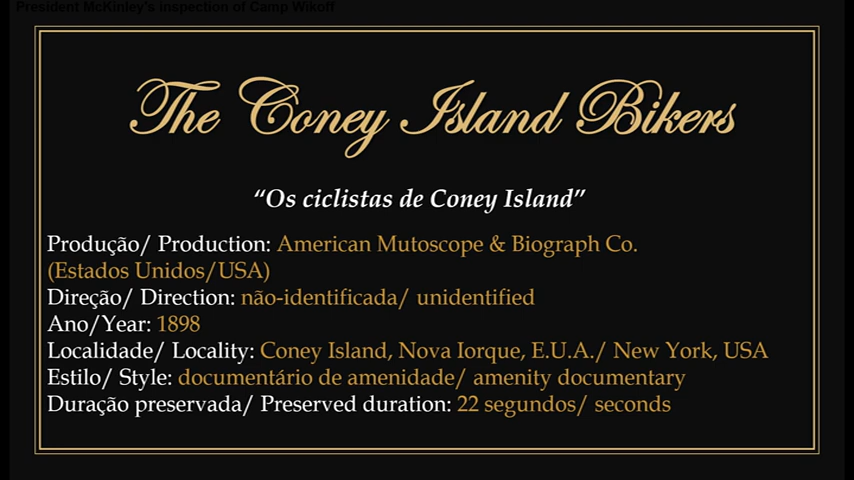 President McKinley's inspection of Camp Wikoff
The Coney Island Bikers
“Os ciclistas de Coney Island”
Produção/ Production: American Mutoscope & Biograph Co.
(Estados Unidos/USA)
Direção/ Direction: não-identificada/ unidentified
Ano/Year: 1898
Localidade/ Locality: Coney Island, Nova Iorque, E.U.A./ New York, USA
Estilo/ Style: documentário de amenidade/ amenity documentary
Duração preservada/ Preserved duration: 22 segundos/ seconds